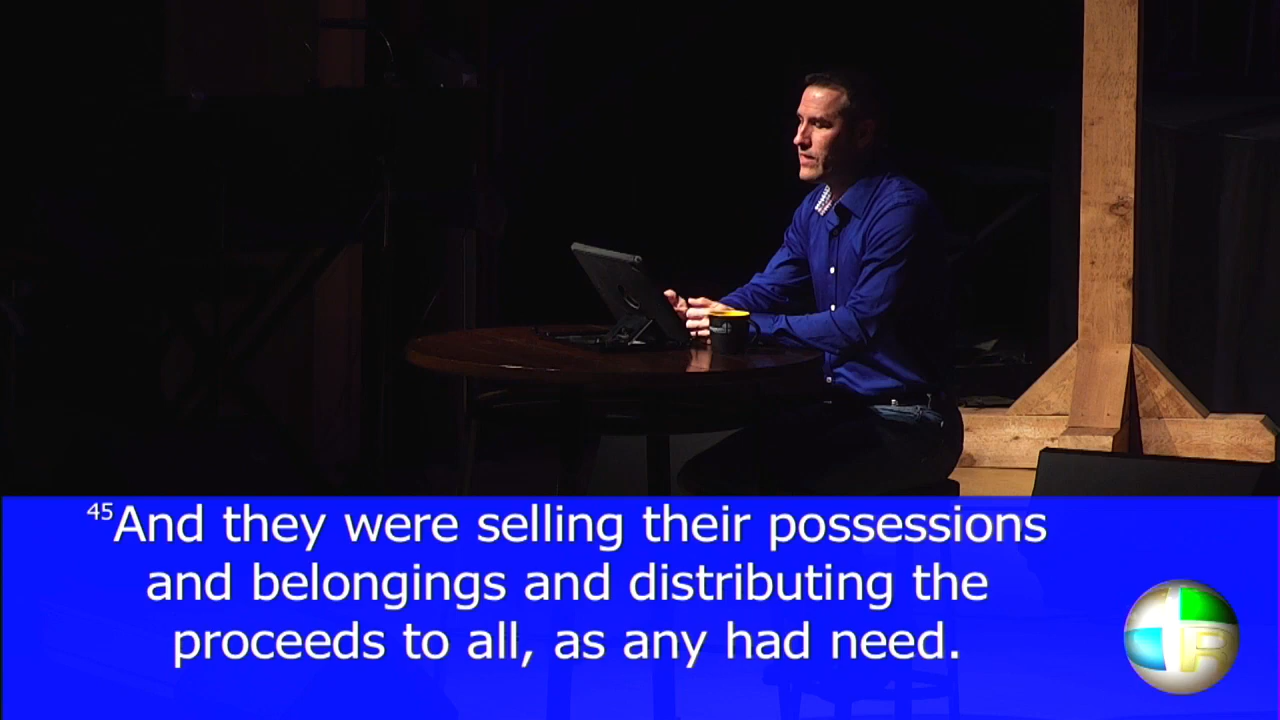 45And they were selling their possessions
and belongings and distributing the
proceeds to all, as any had need.
R